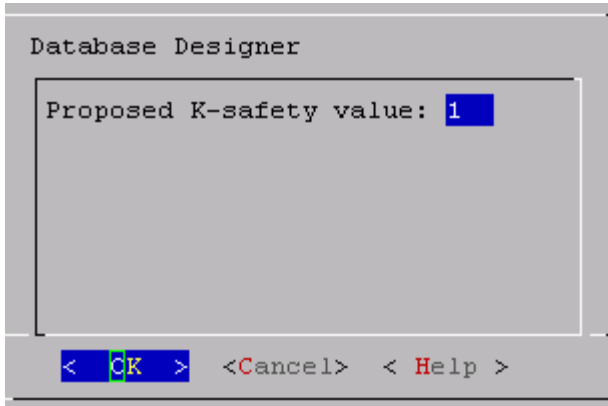 Database Designer
Proposed K-safety value: 1
< OK > <Cancel> < Help >